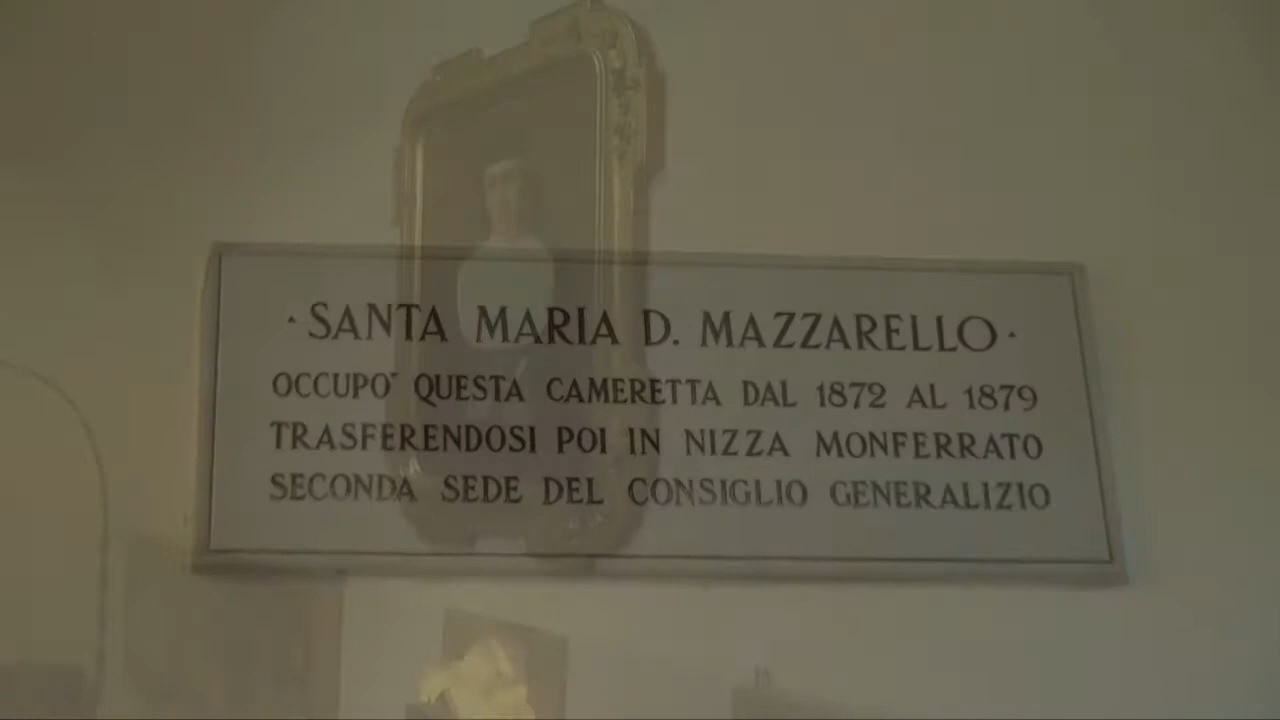 · SANTA MARIA D. MAZZARELLO ·
OCCUPO` QUESTA CAMERETTA DAL 1872 AL 1879
TRASFERENDOSI POI IN NIZZA MONFERRATO
SECONDA SEDE DEL CONSIGLIO GENERALIZIO